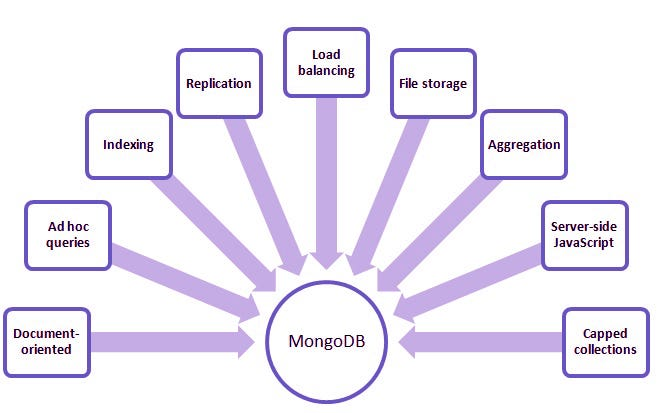 Load
balancing
Replication
File storage
Indexing
Aggregation
Ad hoc
queries
Server-side
JavaScript
Document-
oriented
MongoDB
Capped
collections